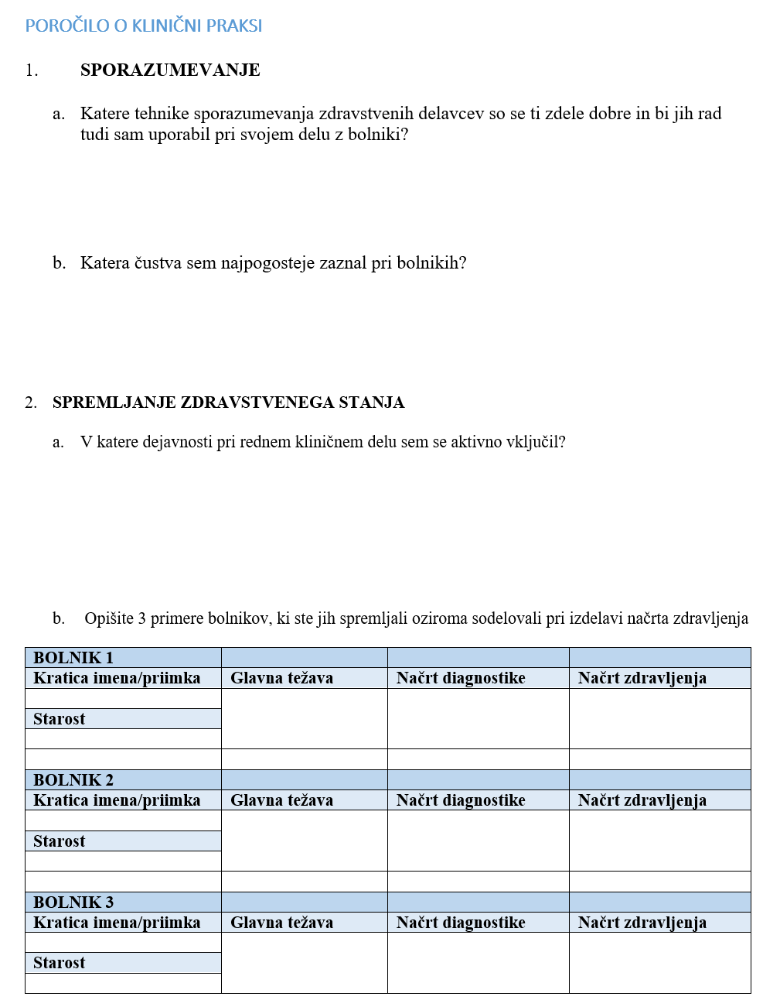 POROČILO O KLINIČNI PRAKSI
1. SPORAZUMEVANJE
a. Katere tehnike sporazumevanja zdravstvenih delavcev so se ti zdele dobre in bi jih rad
tudi sam uporabil pri svojem delu z bolniki?
b. Katera čustva sem najpogosteje zaznal pri bolnikih?
2. SPREMLJANJE ZDRAVSTVENEGA STANJA
a. V katere dejavnosti pri rednem kliničnem delu sem se aktivno vključil?
b. Opišite 3 primere bolnikov, ki ste jih spremljali oziroma sodelovali pri izdelavi načrta zdravljenja
BOLNIK 1
Kratica imena/priimka Glavna težava Načrt diagnostike Načrt zdravljenja
Starost
BOLNIK 2
Kratica imena/priimka Glavna težava Načrt diagnostike Načrt zdravljenja
Starost
BOLNIK 3
Kratica imena/priimka Glavna težava Načrt diagnostike Načrt zdravljenja
Starost